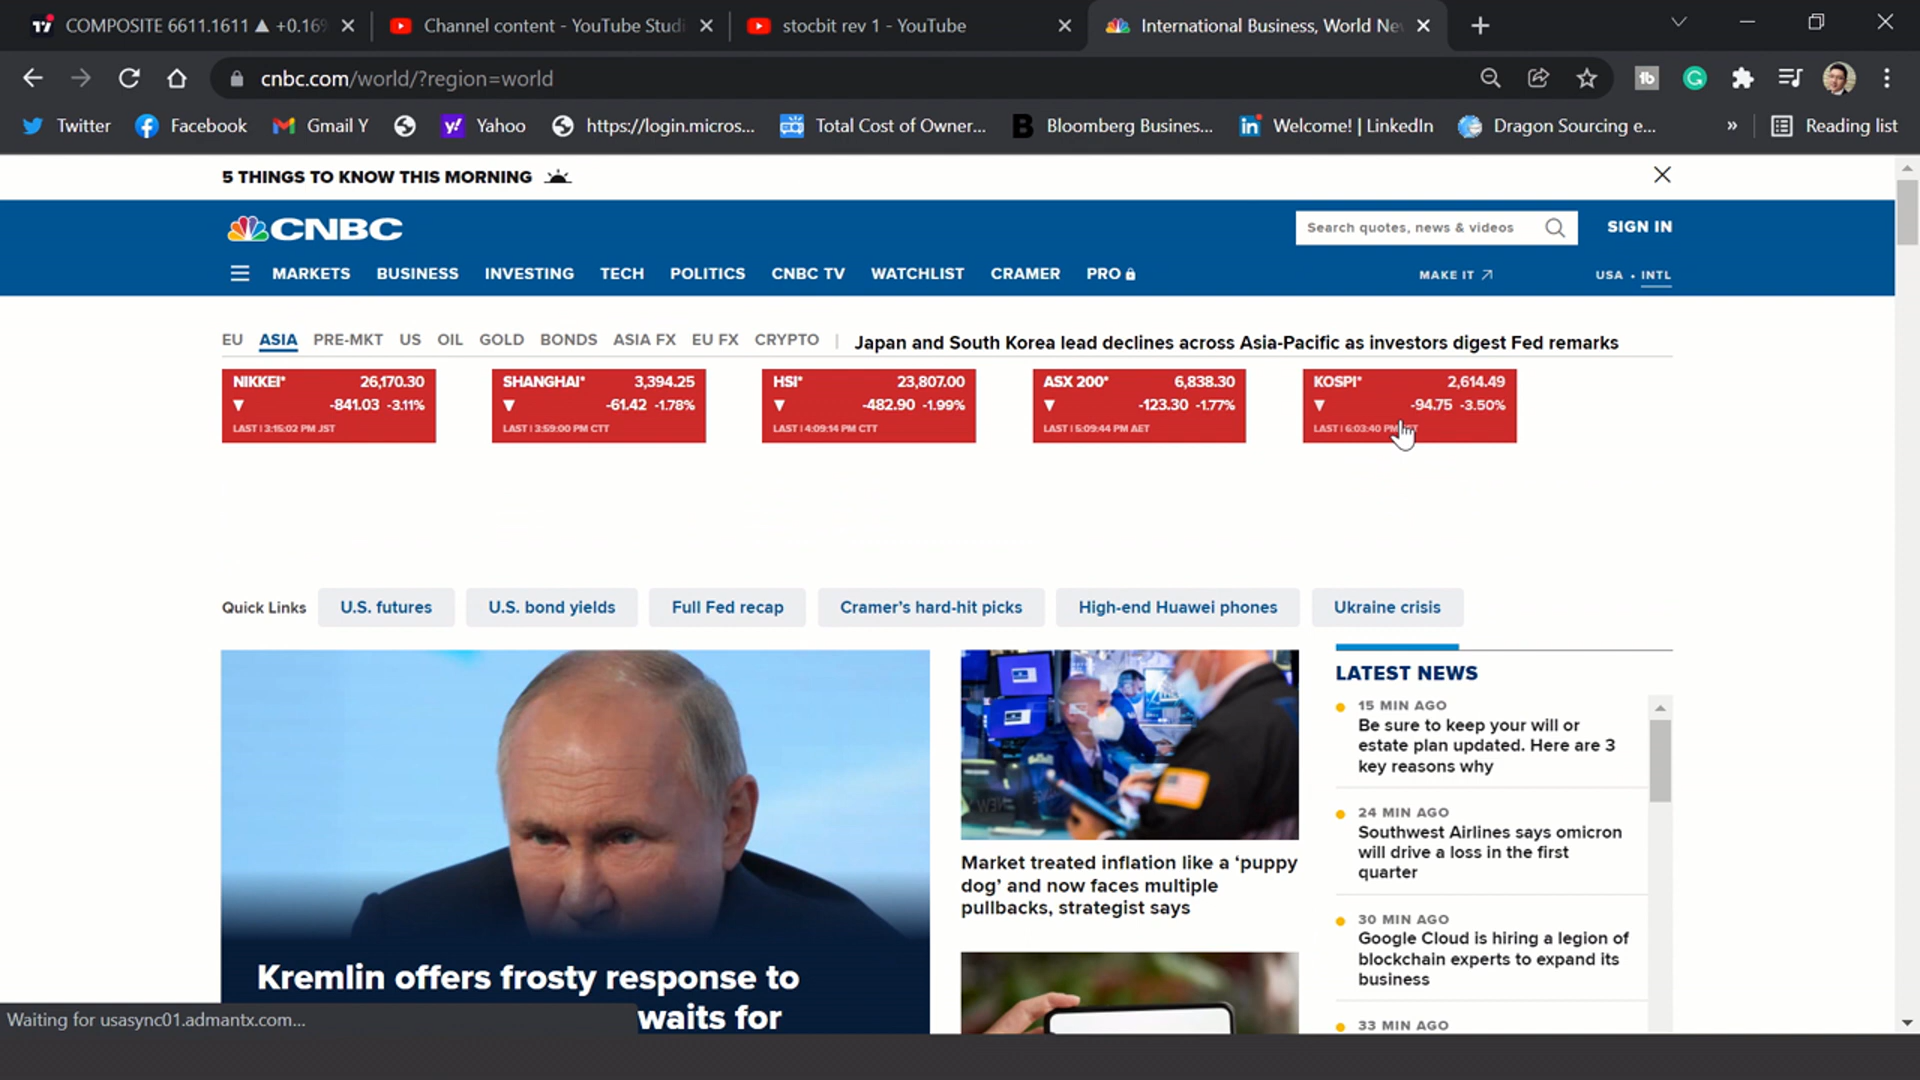 COMPOSITE 6611.1611 ▲ +0.16%
Channel content - YouTube Studi
stocbit rev 1 - YouTube
International Business, World Ne
cnbc.com/world/?region=world
Twitter
Facebook
Gmail Y
Yahoo
https://login.micros...
Total Cost of Owner...
Bloomberg Busines...
Welcome! | LinkedIn
Dragon Sourcing e...
»
Reading list
5 THINGS TO KNOW THIS MORNING
CNBC
Search quotes, news & videos
SIGN IN
MARKETS BUSINESS INVESTING TECH POLITICS CNBC TV WATCHLIST CRAMER PRO
MAKE IT
USA • INTL
EU ASIA PRE-MKT US OIL GOLD BONDS ASIA FX EU FX CRYPTO
Japan and South Korea lead declines across Asia-Pacific as investors digest Fed remarks
NIKKEI* 26,170.30
▼ -841.03 -3.11%
LAST | 3:15:02 PM JST
SHANGHAI* 3,394.25
▼ -61.42 -1.78%
LAST | 3:59:00 PM CTT
HSI* 23,807.00
▼ -482.90 -1.99%
LAST | 4:09:14 PM CTT
ASX 200* 6,838.30
▼ -123.30 -1.77%
LAST | 5:09:44 PM AET
KOSPI* 2,614.49
▼ -94.75 -3.50%
LAST | 6:03:40 PM
Quick Links
U.S. futures
U.S. bond yields
Full Fed recap
Cramer's hard-hit picks
High-end Huawei phones
Ukraine crisis
Kremlin offers frosty response to
waits for
Market treated inflation like a ‘puppy
dog’ and now faces multiple
pullbacks, strategist says
LATEST NEWS
15 MIN AGO
Be sure to keep your will or
estate plan updated. Here are 3
key reasons why
24 MIN AGO
Southwest Airlines says omicron
will drive a loss in the first
quarter
30 MIN AGO
Google Cloud is hiring a legion of
blockchain experts to expand its
business
33 MIN AGO
Waiting for usasync01.admantx.com...